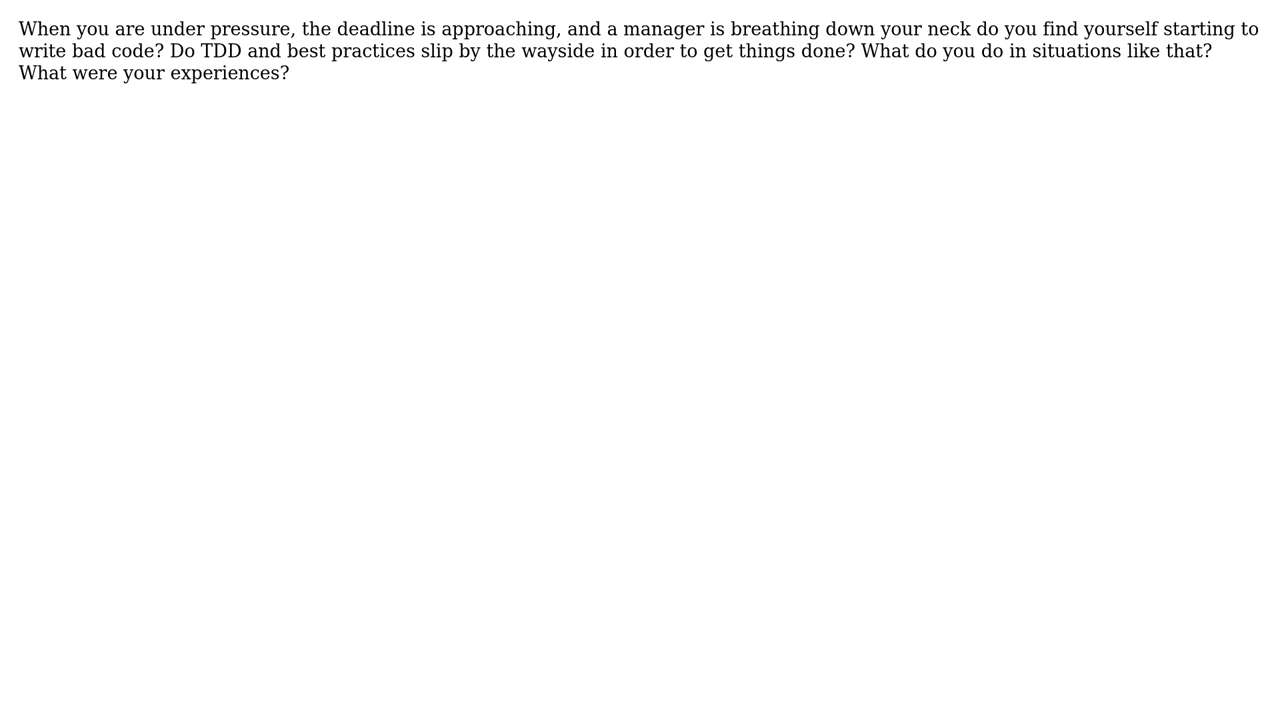 When you are under pressure, the deadline is approaching, and a manager is breathing down your neck do you find yourself starting to
write bad code? Do TDD and best practices slip by the wayside in order to get things done? What do you do in situations like that?
What were your experiences?